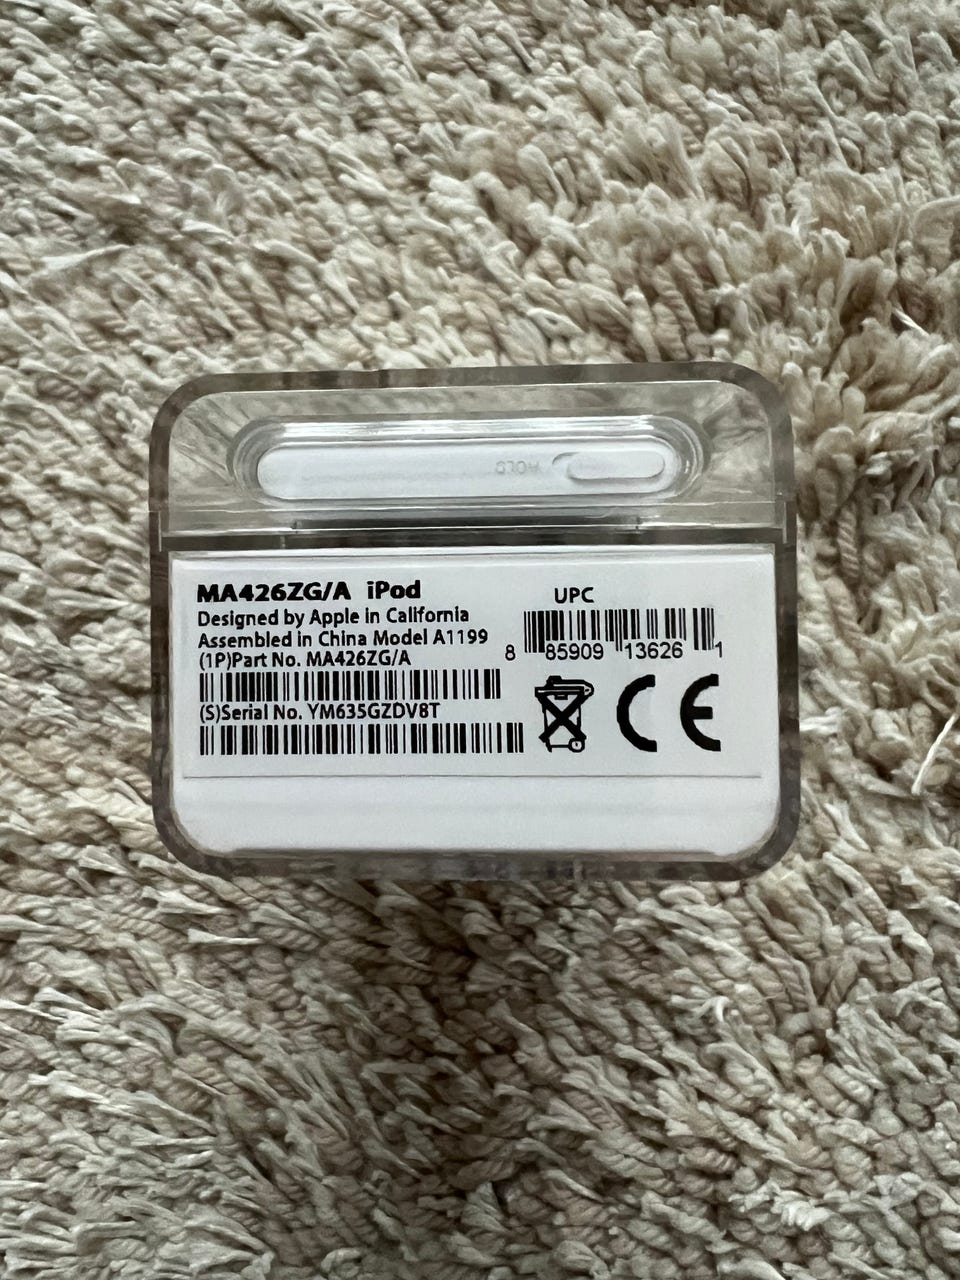 HOLD
MA426ZG/A iPod
Designed by Apple in California
Assembled in China Model A1199
(1P)Part No. MA426ZG/A
(S)Serial No. YM635GZDV8T
UPC
8 85909 13626 1
CE